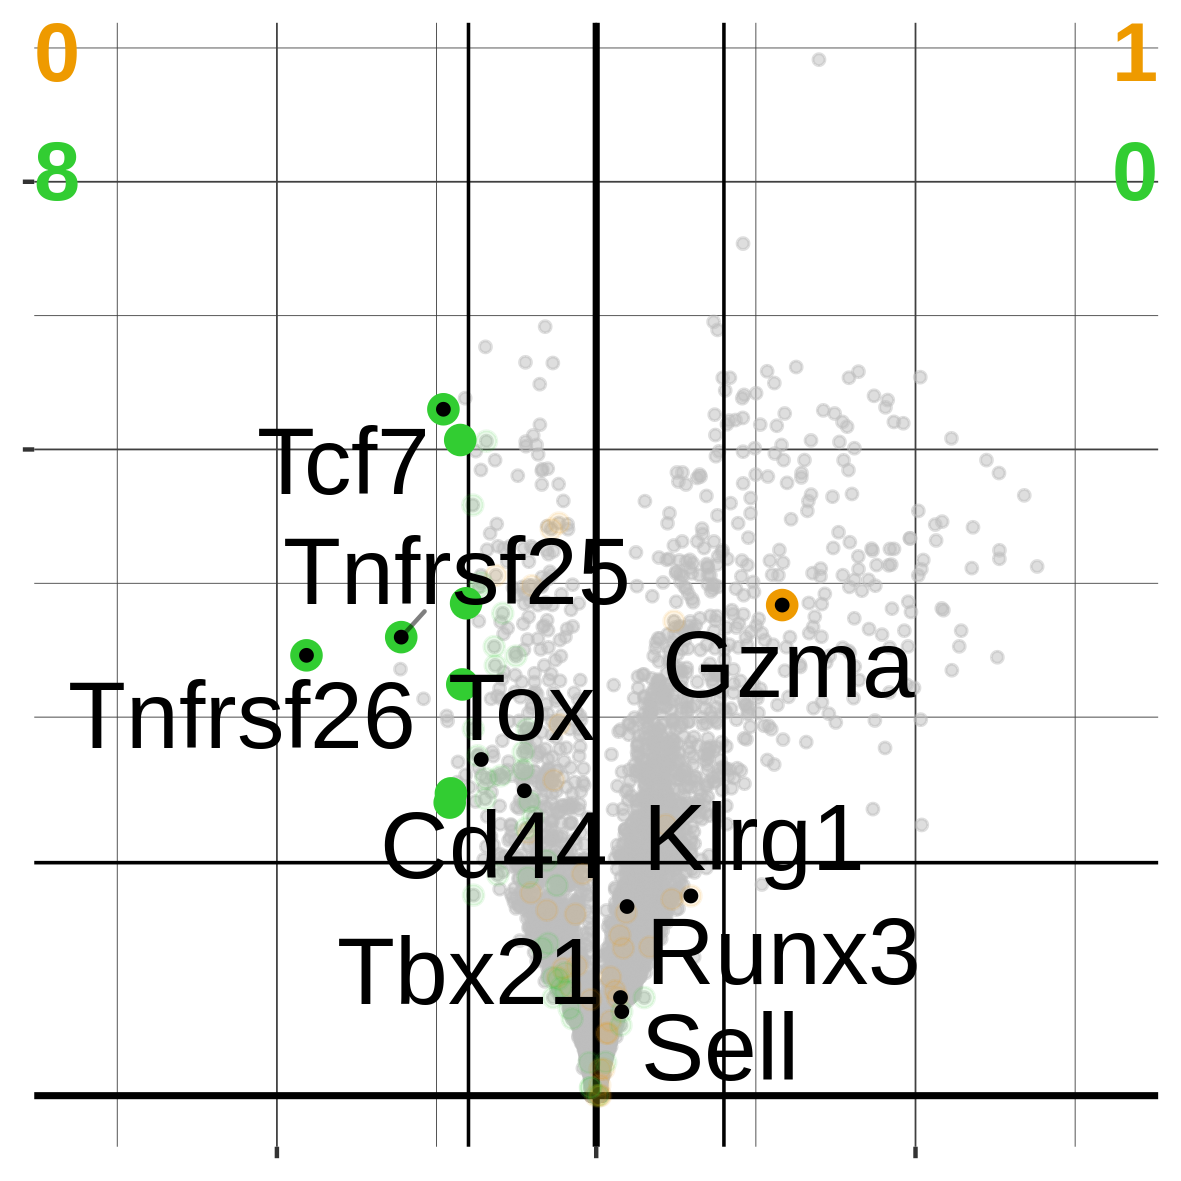 0 1
8 0
Tcf7
Tnfrsf25
Gzma
Tnfrsf26
Tox
Cd44
Klrg1
Tbx21
Runx3
Sell